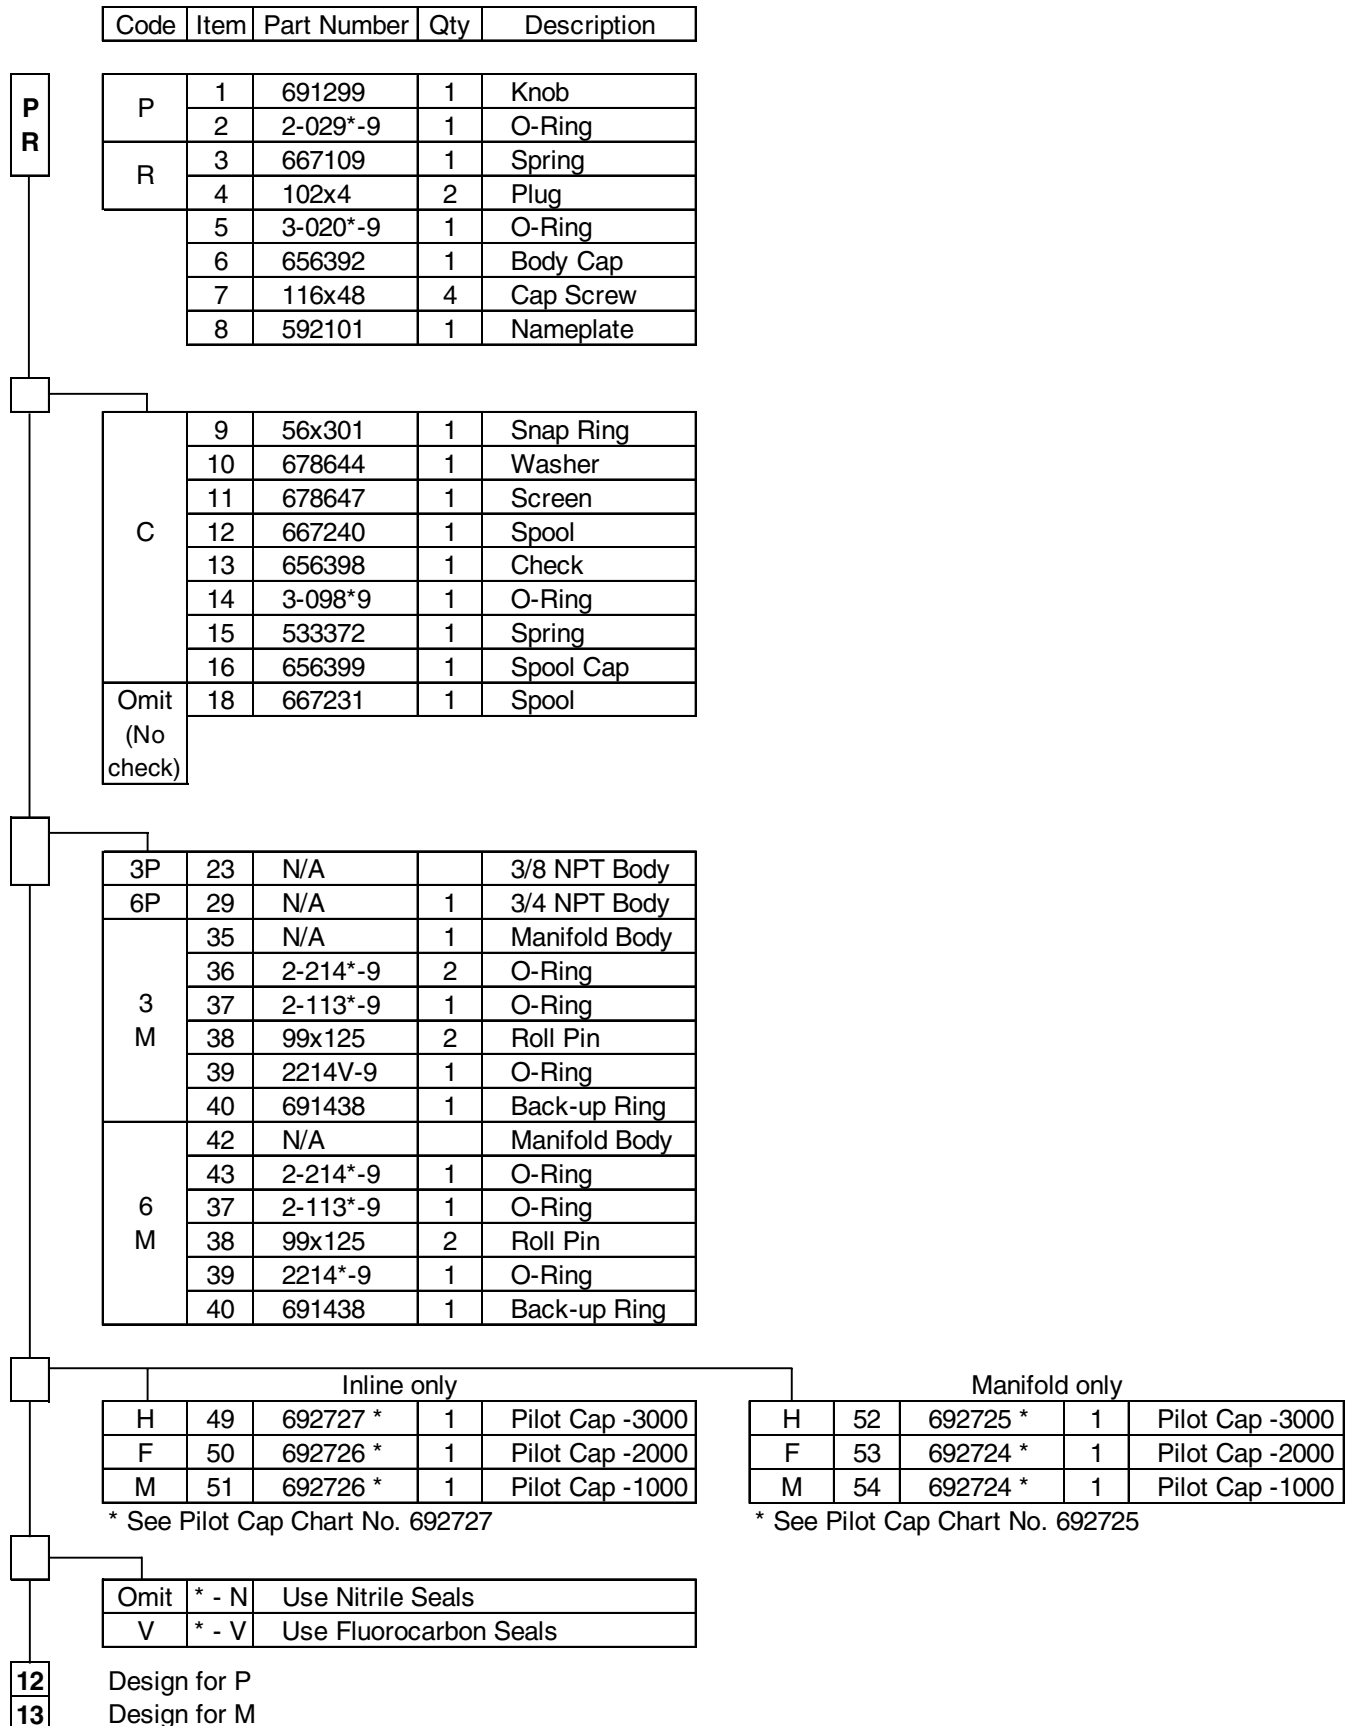 Code Item Part Number Qty Description
P R
P 1 691299 1 Knob
2 2-029*-9 1 O-Ring
R 3 667109 1 Spring
4 102x4 2 Plug
5 3-020*-9 1 O-Ring
6 656392 1 Body Cap
7 116x48 4 Cap Screw
8 592101 1 Nameplate
C 9 56x301 1 Snap Ring
10 678644 1 Washer
11 678647 1 Screen
12 667240 1 Spool
13 656398 1 Check
14 3-098*9 1 O-Ring
15 533372 1 Spring
16 656399 1 Spool Cap
Omit 18 667231 1 Spool
(No
check)
3P 23 N/A 3/8 NPT Body
6P 29 N/A 1 3/4 NPT Body
3 M 35 N/A 1 Manifold Body
36 2-214*-9 2 O-Ring
37 2-113*-9 1 O-Ring
38 99x125 2 Roll Pin
39 2214V-9 1 O-Ring
40 691438 1 Back-up Ring
6 M 42 N/A Manifold Body
43 2-214*-9 1 O-Ring
37 2-113*-9 1 O-Ring
38 99x125 2 Roll Pin
39 2214*-9 1 O-Ring
40 691438 1 Back-up Ring
Inline only
H 49 692727 * 1 Pilot Cap -3000
F 50 692726 * 1 Pilot Cap -2000
M 51 692726 * 1 Pilot Cap -1000
* See Pilot Cap Chart No. 692727
Manifold only
H 52 692725 * 1 Pilot Cap -3000
F 53 692724 * 1 Pilot Cap -2000
M 54 692724 * 1 Pilot Cap -1000
* See Pilot Cap Chart No. 692725
Omit * - N Use Nitrile Seals
V * - V Use Fluorocarbon Seals
12 Design for P
13 Design for M